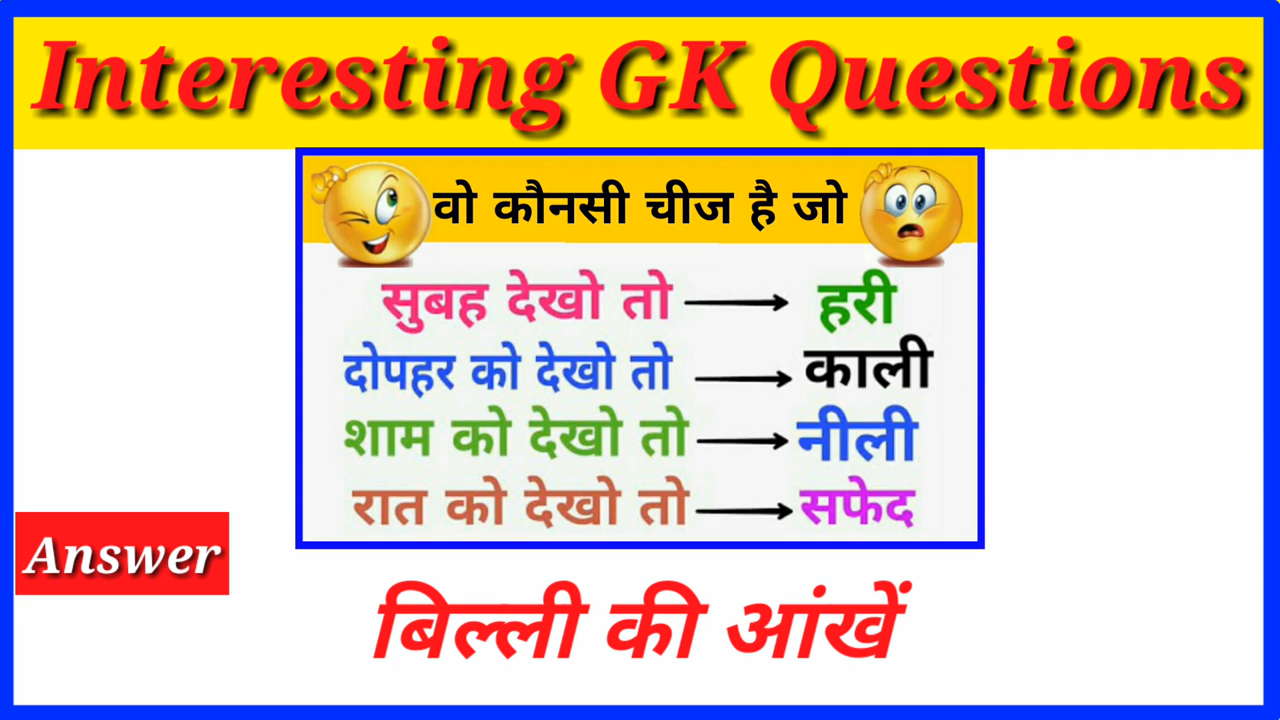 Interesting GK Questions
वो कौनसी चीज है जो
सुबह देखो तो → हरी
दोपहर को देखो तो → काली
शाम को देखो तो → नीली
रात को देखो तो → सफेद
Answer
बिल्ली की आंखें